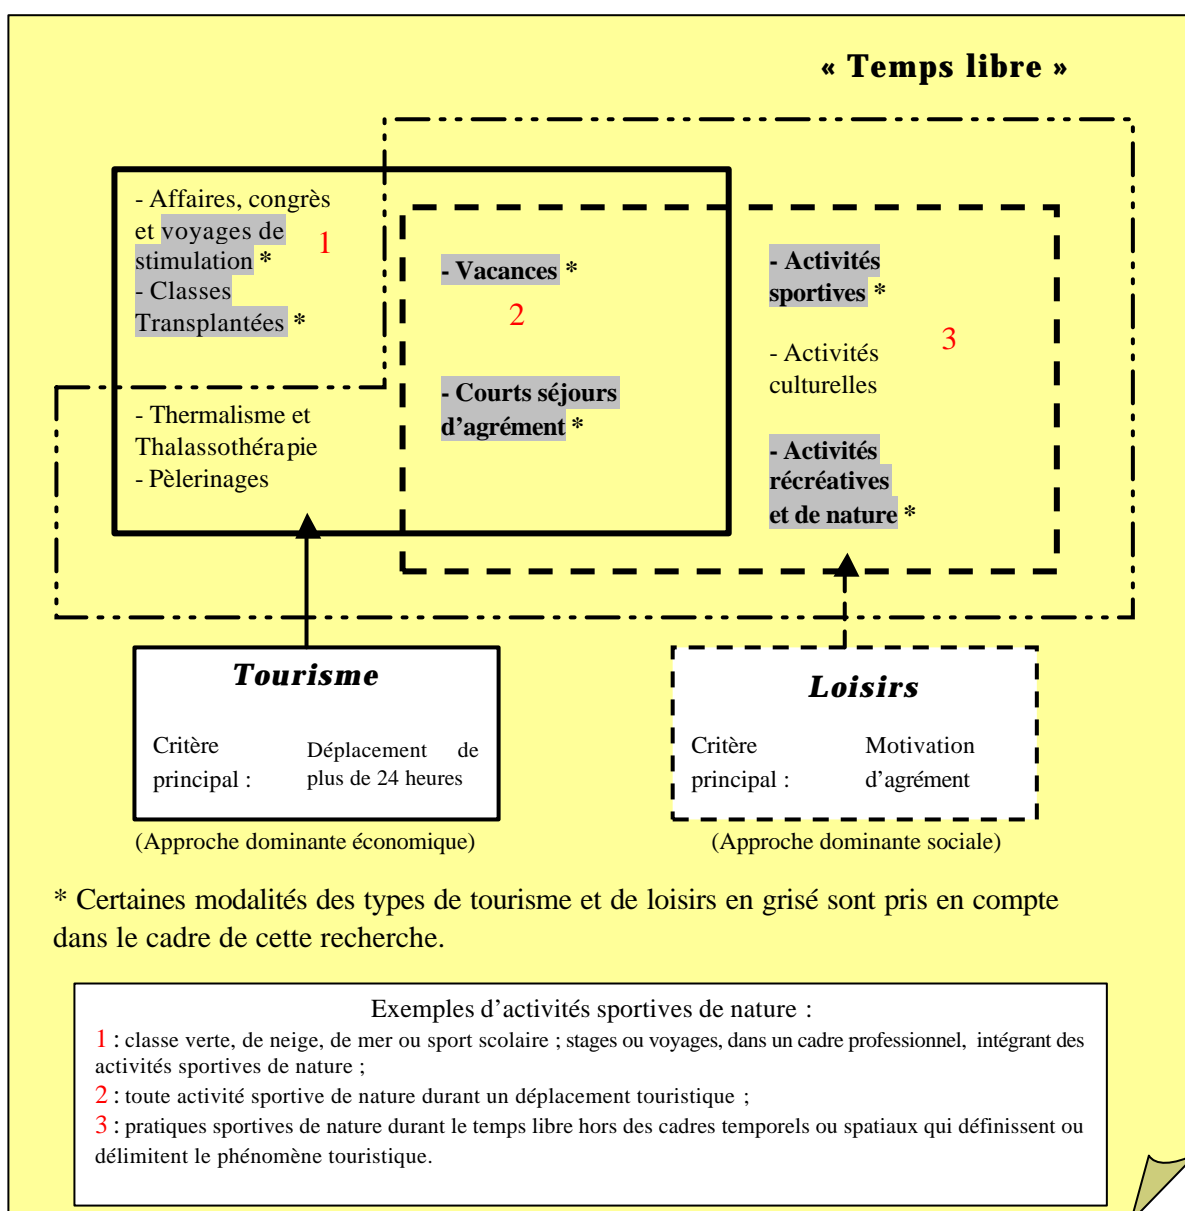 « Temps libre »
- Affaires, congrès
et voyages de
stimulation *
- Classes
Transplantées *
1
- Thermalisme et
Thalassothérapie
- Pèlerinages
- Vacances *
2
- Courts séjours
d’agrément *
- Activités
sportives *
3
- Activités
culturelles
- Activités
récréatives
et de nature *
Tourisme
Critère
principal :
Déplacement de
plus de 24 heures
(Approche dominante économique)
Loisirs
Critère
principal :
Motivation
d’agrément
(Approche dominante sociale)
* Certaines modalités des types de tourisme et de loisirs en grisé sont pris en compte
dans le cadre de cette recherche.
Exemples d’activités sportives de nature :
1 : classe verte, de neige, de mer ou sport scolaire ; stages ou voyages, dans un cadre professionnel, intégrant des
activités sportives de nature ;
2 : toute activité sportive de nature durant un déplacement touristique ;
3 : pratiques sportives de nature durant le temps libre hors des cadres temporels ou spatiaux qui définissent ou
délimitent le phénomène touristique.